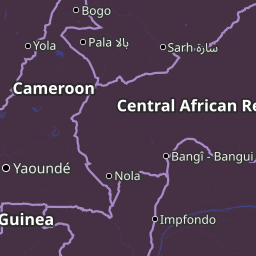 Bogo
Yola
Pala بالا
Sarh سارة
Cameroon
Central African Re
Bangî - Bangui
Yaoundé
Nola
Guinea
Impfondo